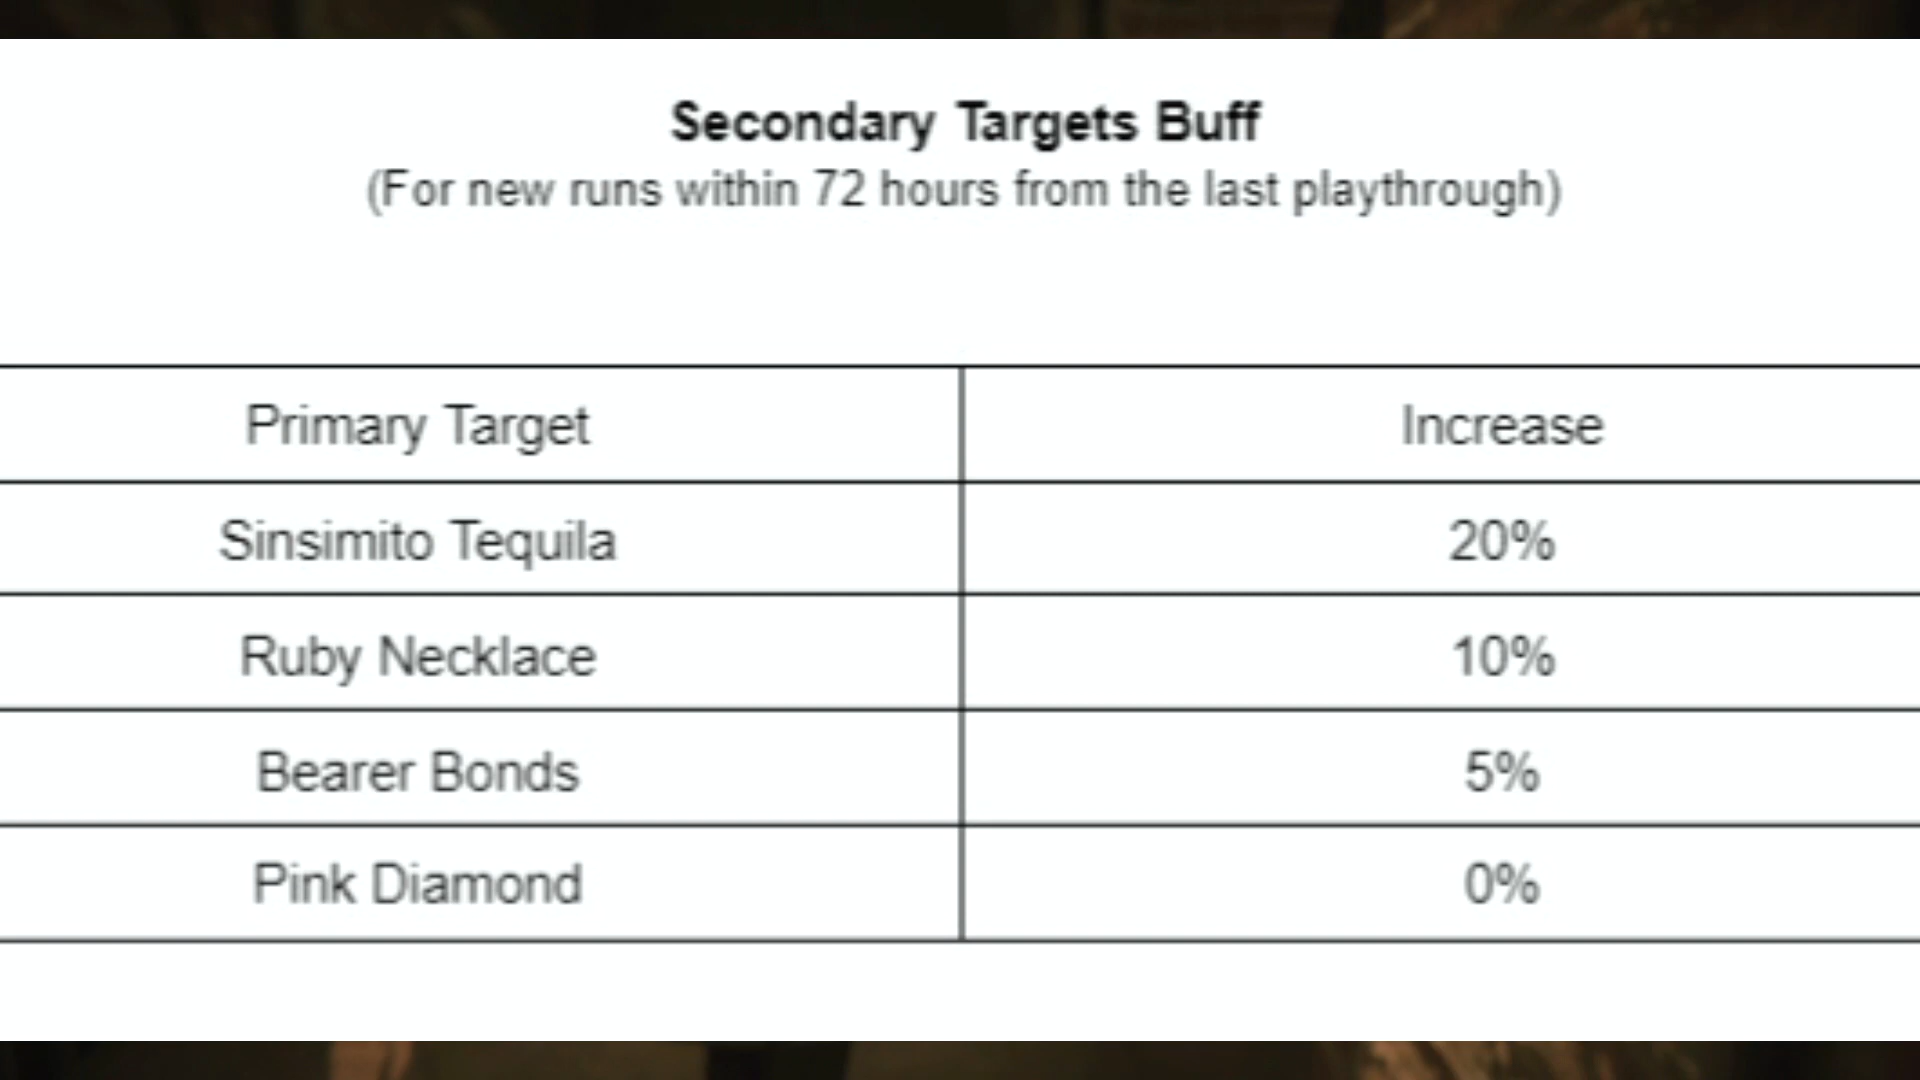 Secondary Targets Buff
(For new runs within 72 hours from the last playthrough)
Primary Target Increase
Sinsimito Tequila 20%
Ruby Necklace 10%
Bearer Bonds 5%
Pink Diamond 0%